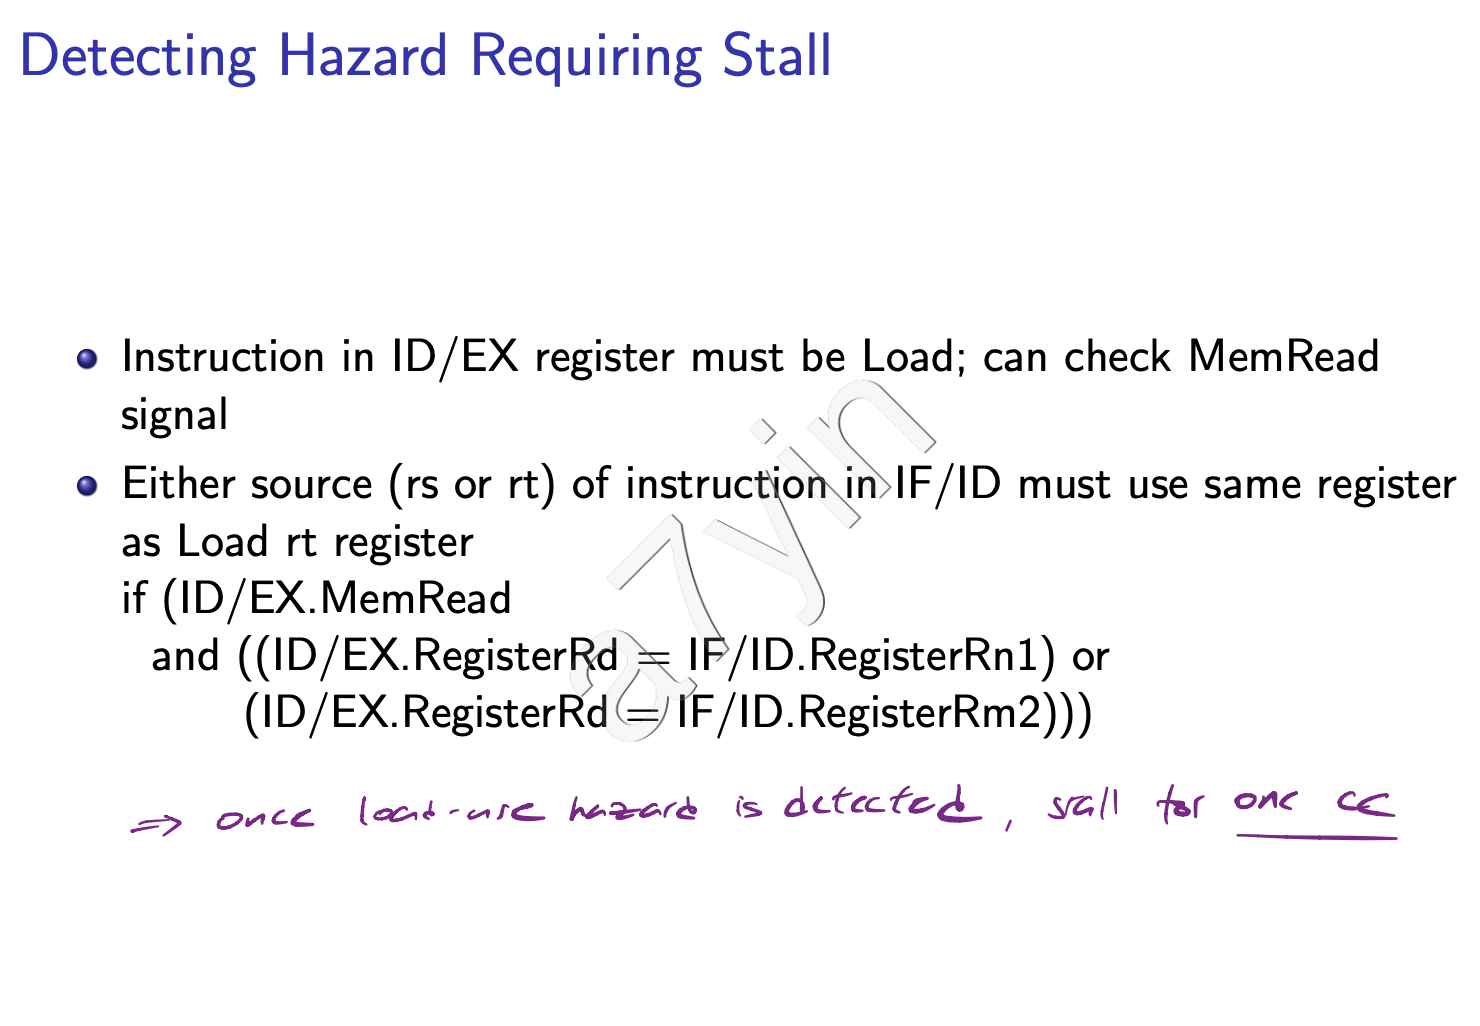 Detecting Hazard Requiring Stall
Instruction in ID/EX register must be Load; can check MemRead
signal
Either source (rs or rt) of instruction in IF/ID must use same register
as Load rt register
if (ID/EX.MemRead
and ((ID/EX.RegisterRd = IF/ID.RegisterRn1) or
(ID/EX.RegisterRd = IF/ID.RegisterRm2)))
a7yin
⇒ once load-use hazard is detected, stall for one cc